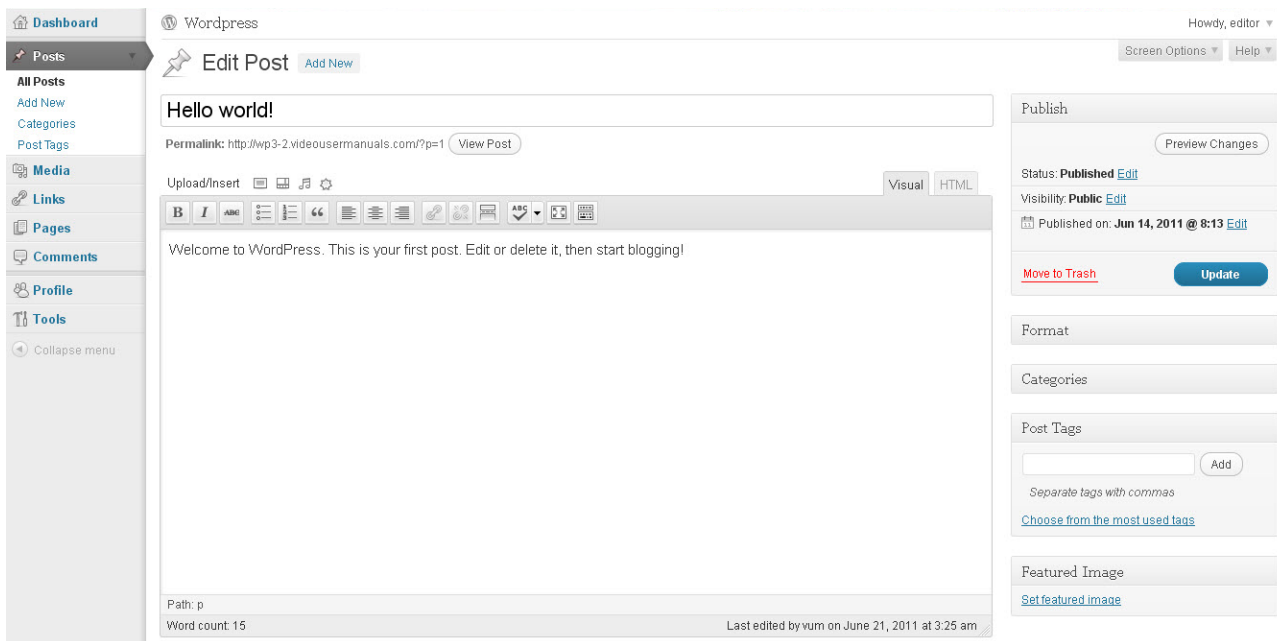 Dashboard
Posts
All Posts
Add New
Categories
Post Tags
Media
Links
Pages
Comments
Profile
Tools
Collapse menu
Wordpress
Howdy, editor
Screen Options
Help
Edit Post Add New
Hello world!
Permalink: http://wp3-2.videousermanuals.com/?p=1 View Post
Upload/Insert
Visual HTML
B I ABC ABC
Welcome to WordPress. This is your first post. Edit or delete it, then start blogging!
Path: p
Word count: 15
Last edited by vum on June 21, 2011 at 3:25 am
Publish
Preview Changes
Status: Published Edit
Visibility: Public Edit
Published on: Jun 14, 2011 @ 8:13 Edit
Move to Trash Update
Format
Categories
Post Tags
Add
Separate tags with commas
Choose from the most used tags
Featured Image
Set featured image